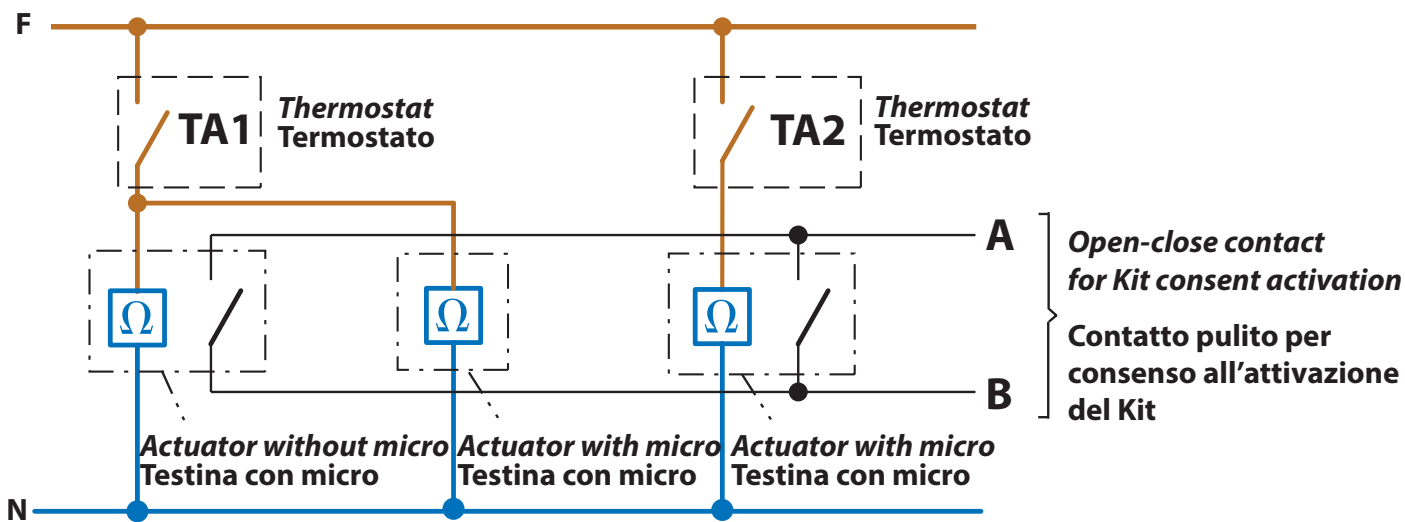 F
TA1
Thermostat
Termostato
TA2
Thermostat
Termostato
A
Open-close contact
for Kit consent activation
Contatto pulito per
consenso all'attivazione
del Kit
Ω
Ω
Ω
B
Actuator without micro
Testina con micro
Actuator with micro
Testina con micro
Actuator with micro
Testina con micro
N